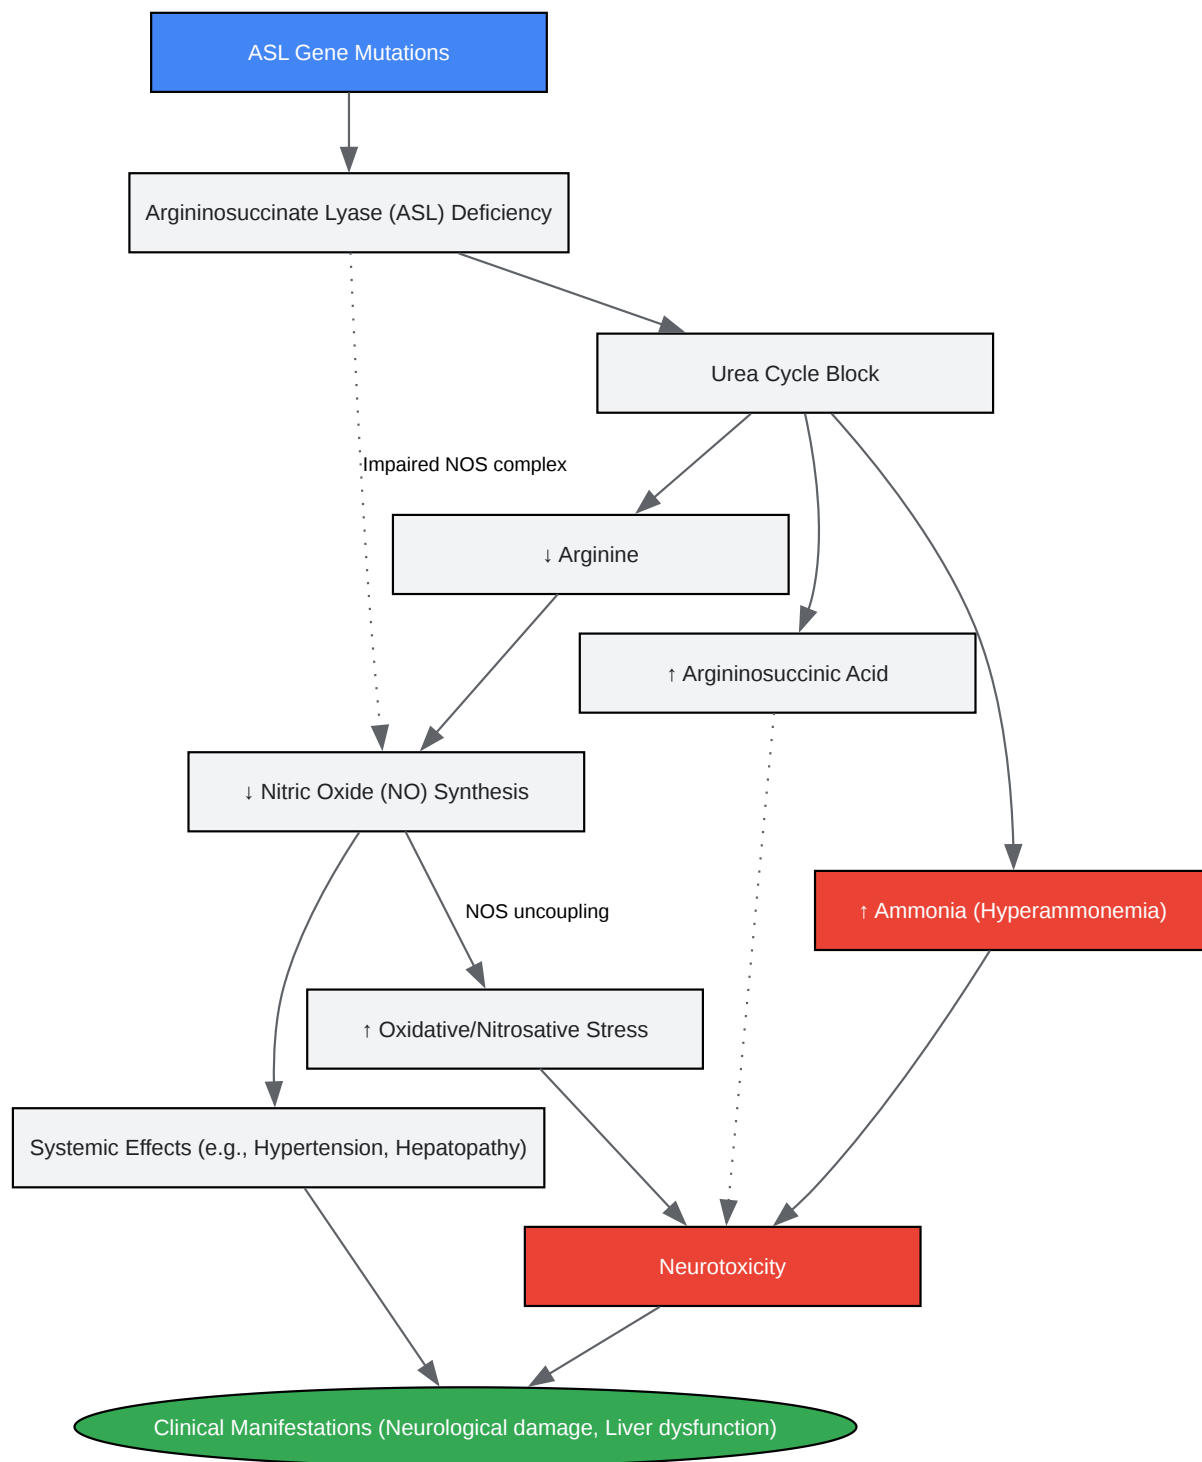 ASL Gene Mutations
Argininosuccinate Lyase (ASL) Deficiency
Urea Cycle Block
Impaired NOS complex
↓ Arginine
↑ Argininosuccinic Acid
↓ Nitric Oxide (NO) Synthesis
↑ Ammonia (Hyperammonemia)
NOS uncoupling
↑ Oxidative/Nitrosative Stress
Systemic Effects (e.g., Hypertension, Hepatopathy)
Neurotoxicity
Clinical Manifestations (Neurological damage, Liver dysfunction)